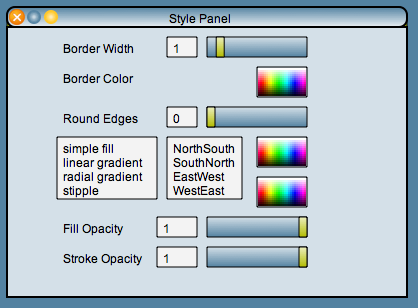 Style Panel
Border Width 1
Border Color
Round Edges 0
simple fill
linear gradient
radial gradient
stipple
NorthSouth
SouthNorth
EastWest
WestEast
Fill Opacity 1
Stroke Opacity 1